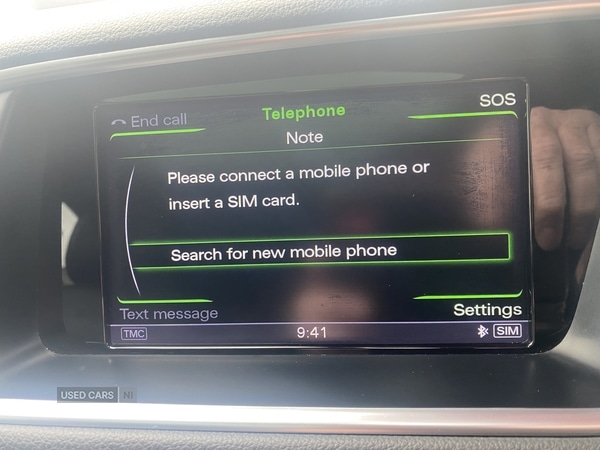 End call
Telephone
SOS
Note
Please connect a mobile phone or
insert a SIM card.
Search for new mobile phone
Text message
Settings
TMC
9:41
SIM
USED CARS NI